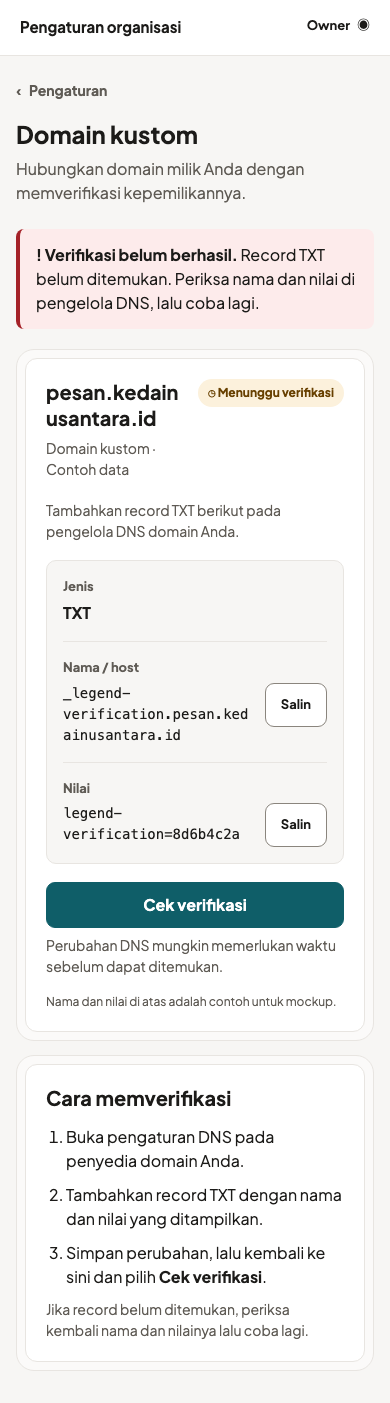 Pengaturan organisasi
Owner
‹ Pengaturan
Domain kustom
Hubungkan domain milik Anda dengan
memverifikasi kepemilikannya.
! Verifikasi belum berhasil. Record TXT
belum ditemukan. Periksa nama dan nilai di
pengelola DNS, lalu coba lagi.
pesan.kedain
usantara.id
Menunggu verifikasi
Domain kustom ·
Contoh data
Tambahkan record TXT berikut pada
pengelola DNS domain Anda.
Jenis
TXT
Nama / host
_legend-
verification.pesan.ked
ainusantara.id
Salin
Nilai
legend-
verification=8d6b4c2a
Salin
Cek verifikasi
Perubahan DNS mungkin memerlukan waktu
sebelum dapat ditemukan.
Nama dan nilai di atas adalah contoh untuk mockup.
Cara memverifikasi
1. Buka pengaturan DNS pada
penyedia domain Anda.
2. Tambahkan record TXT dengan nama
dan nilai yang ditampilkan.
3. Simpan perubahan, lalu kembali ke
sini dan pilih Cek verifikasi.
Jika record belum ditemukan, periksa
kembali nama dan nilainya lalu coba lagi.